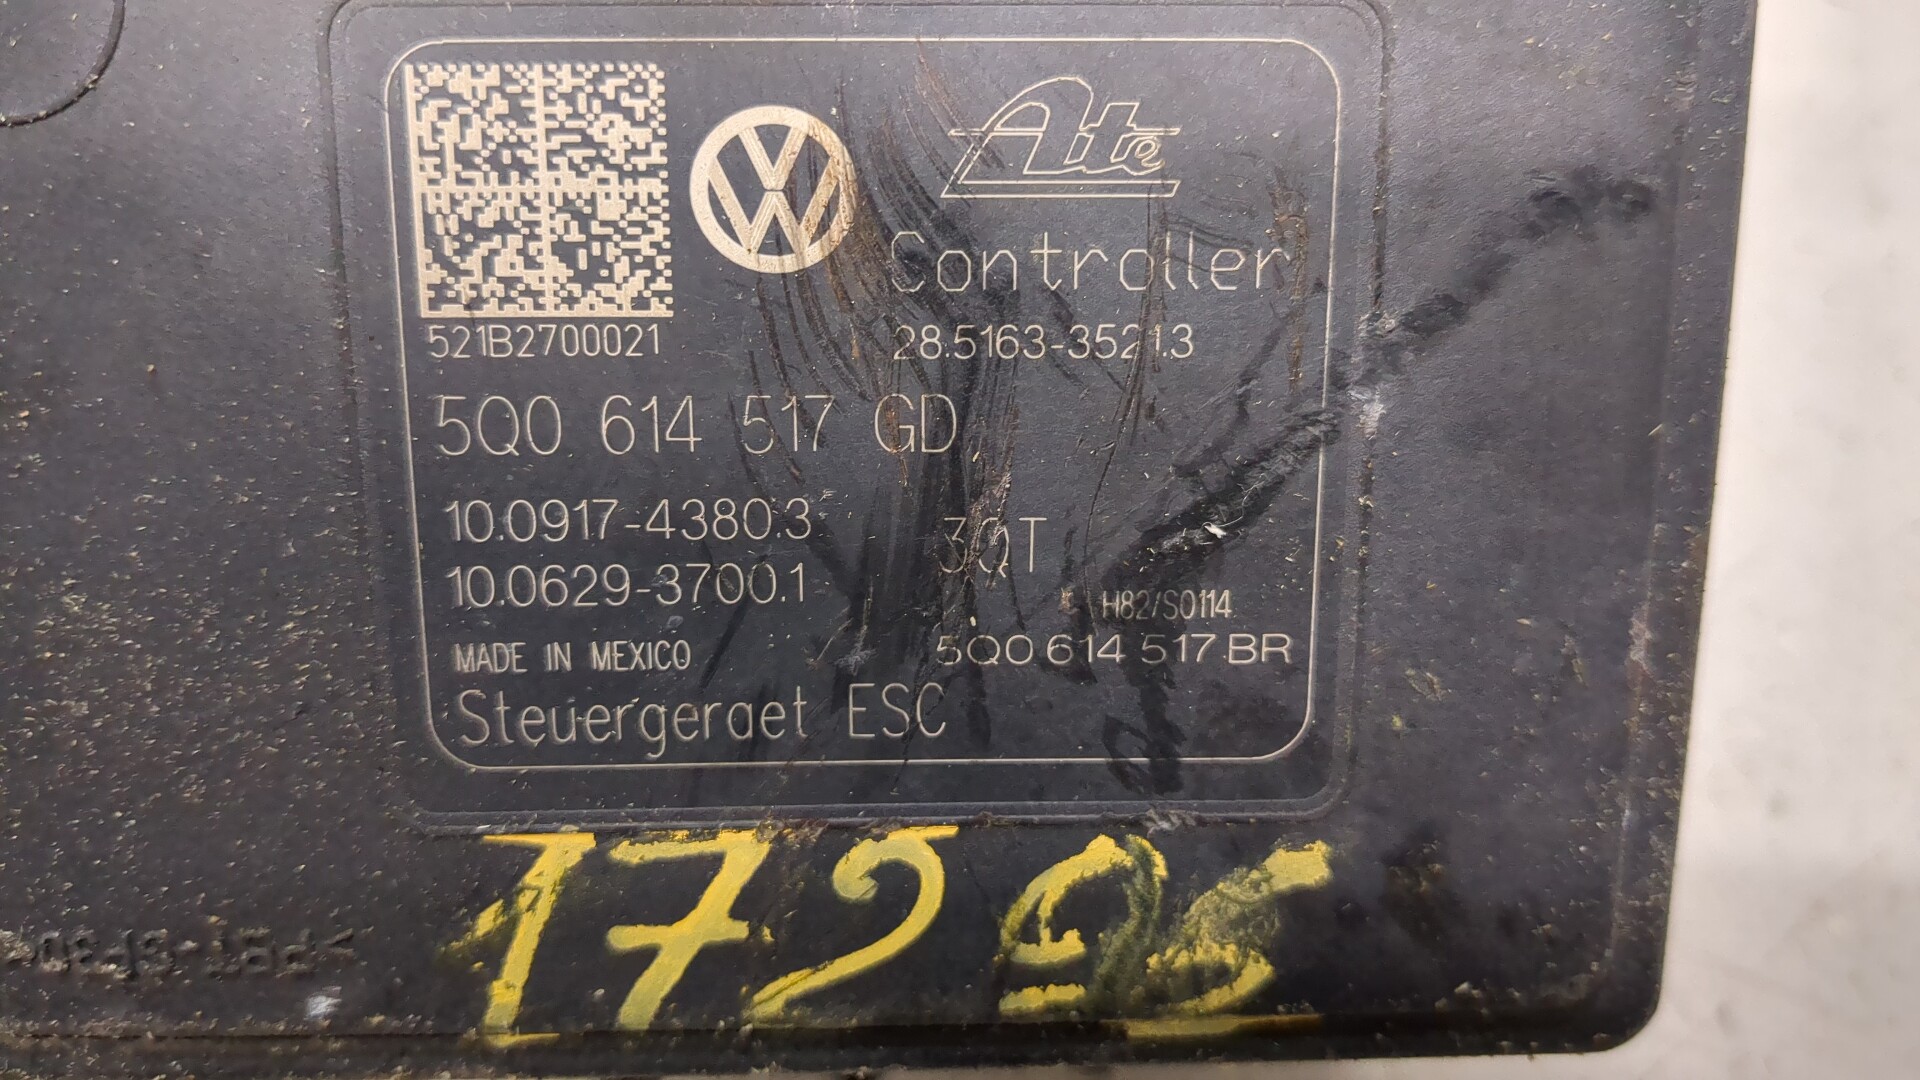 Ate
Controller
521B2700021
28.5163-3521.3
5Q0 614 517 GD
10.0917-4380.3
3QT
10.0629-3700.1
H82/S0114
MADE IN MEXICO
5Q0 614 517 BR
Steuergeraet ESC